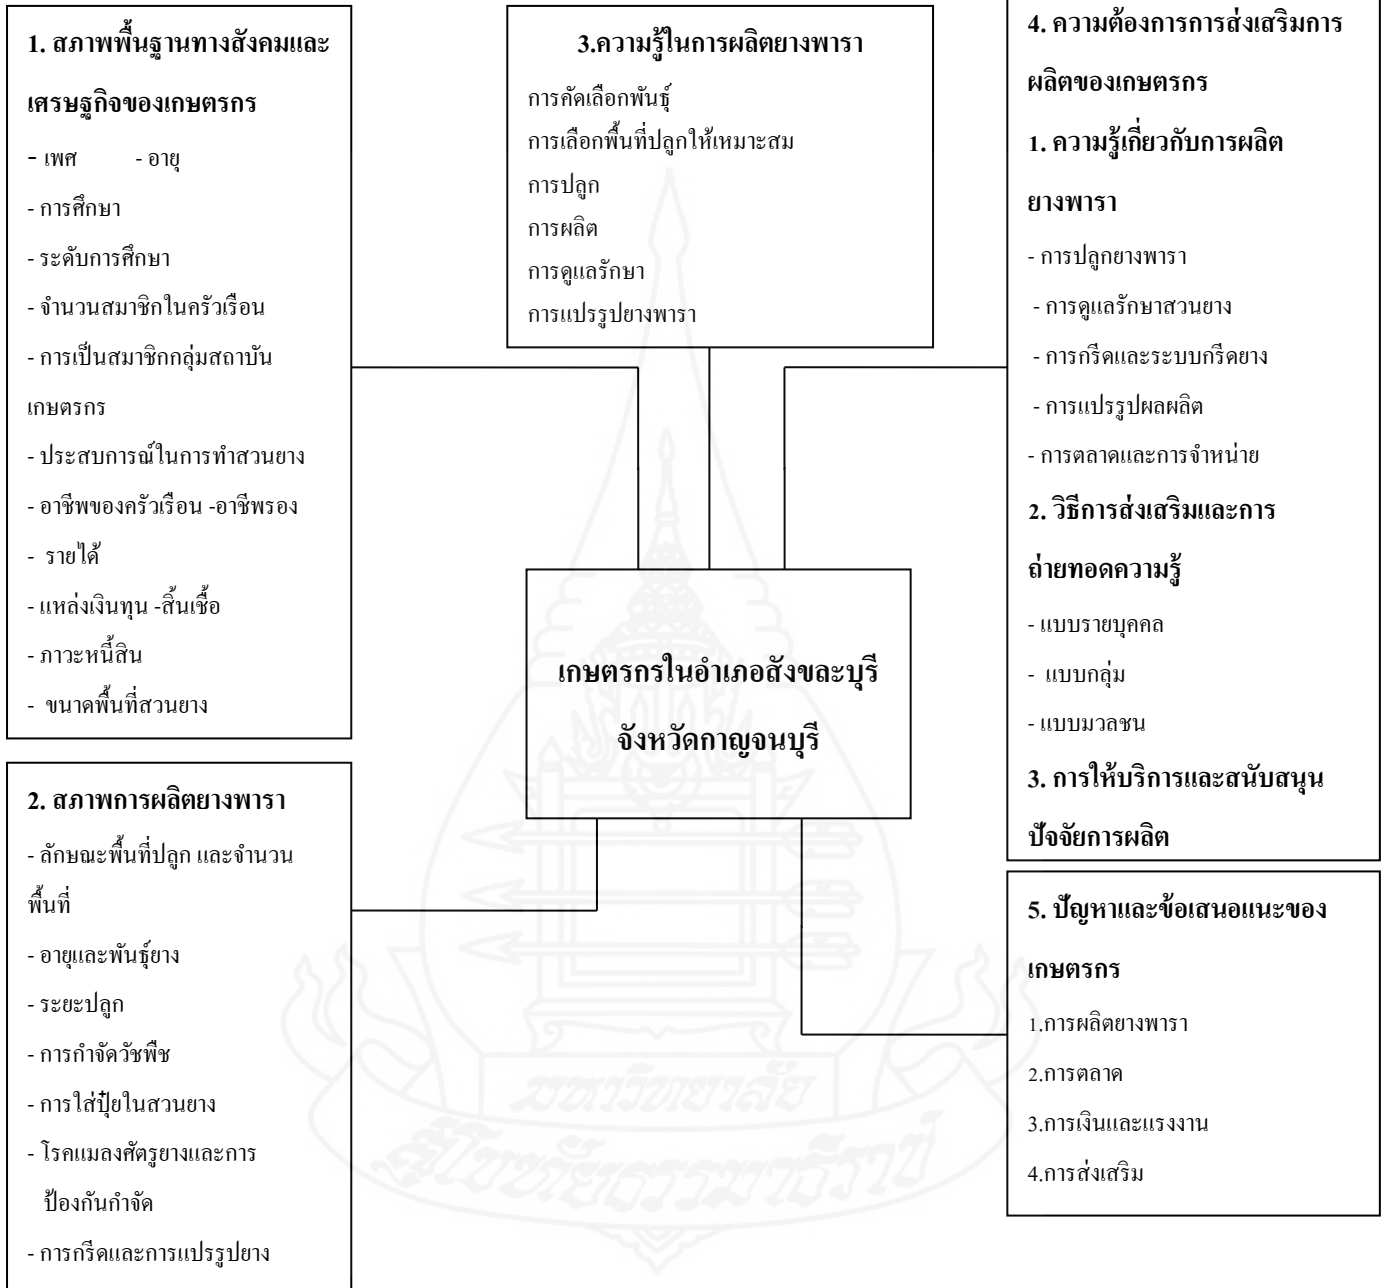 1. สภาพพื้นฐานทางสังคมและ
เศรษฐกิจของเกษตรกร
- เพศ - อายุ
- การศึกษา
- ระดับการศึกษา
- จำนวนสมาชิกในครัวเรือน
- การเป็นสมาชิกกลุ่มสถาบัน
เกษตรกร
- ประสบการณ์ในการทำสวนยาง
- อาชีพของครัวเรือน -อาชีพรอง
- รายได้
- แหล่งเงินทุน -สิ้นเชื้อ
- ภาวะหนี้สิน
- ขนาดพื้นที่สวนยาง
2. สภาพการผลิตยางพารา
- ลักษณะพื้นที่ปลูก และจำนวน
พื้นที่
- อายุและพันธุ์ยาง
- ระยะปลูก
- การกำจัดวัชพืช
- การใส่ปุ๋ยในสวนยาง
- โรคแมลงศัตรูยางและการ
ป้องกันกำจัด
- การกรีดและการแปรรูปยาง
3.ความรู้ในการผลิตยางพารา
การคัดเลือกพันธุ์
การเลือกพื้นที่ปลูกให้เหมาะสม
การปลูก
การผลิต
การดูแลรักษา
การแปรรูปยางพารา
เกษตรกรในอำเภอสังขละบุรี
จังหวัดกาญจนบุรี
4. ความต้องการการส่งเสริมการ
ผลิตของเกษตรกร
1. ความรู้เกี่ยวกับการผลิต
ยางพารา
- การปลูกยางพารา
- การดูแลรักษาสวนยาง
- การกรีดและระบบกรีดยาง
- การแปรรูปผลผลิต
- การตลาดและการจำหน่าย
2. วิธีการส่งเสริมและการ
ถ่ายทอดความรู้
- แบบรายบุคคล
- แบบกลุ่ม
- แบบมวลชน
3. การให้บริการและสนับสนุน
ปัจจัยการผลิต
5. ปัญหาและข้อเสนอแนะของ
เกษตรกร
1.การผลิตยางพารา
2.การตลาด
3.การเงินและแรงงาน
4.การส่งเสริม
มหาวิทยาลัย
สุโขทัยธรรมาธิราช